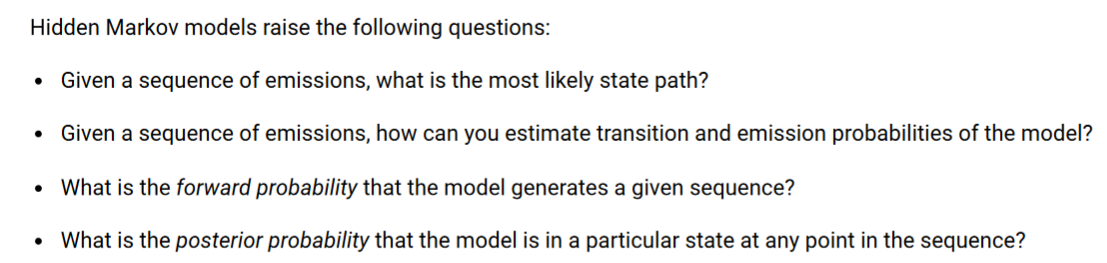 Hidden Markov models raise the following questions:
• Given a sequence of emissions, what is the most likely state path?
• Given a sequence of emissions, how can you estimate transition and emission probabilities of the model?
• What is the forward probability that the model generates a given sequence?
• What is the posterior probability that the model is in a particular state at any point in the sequence?